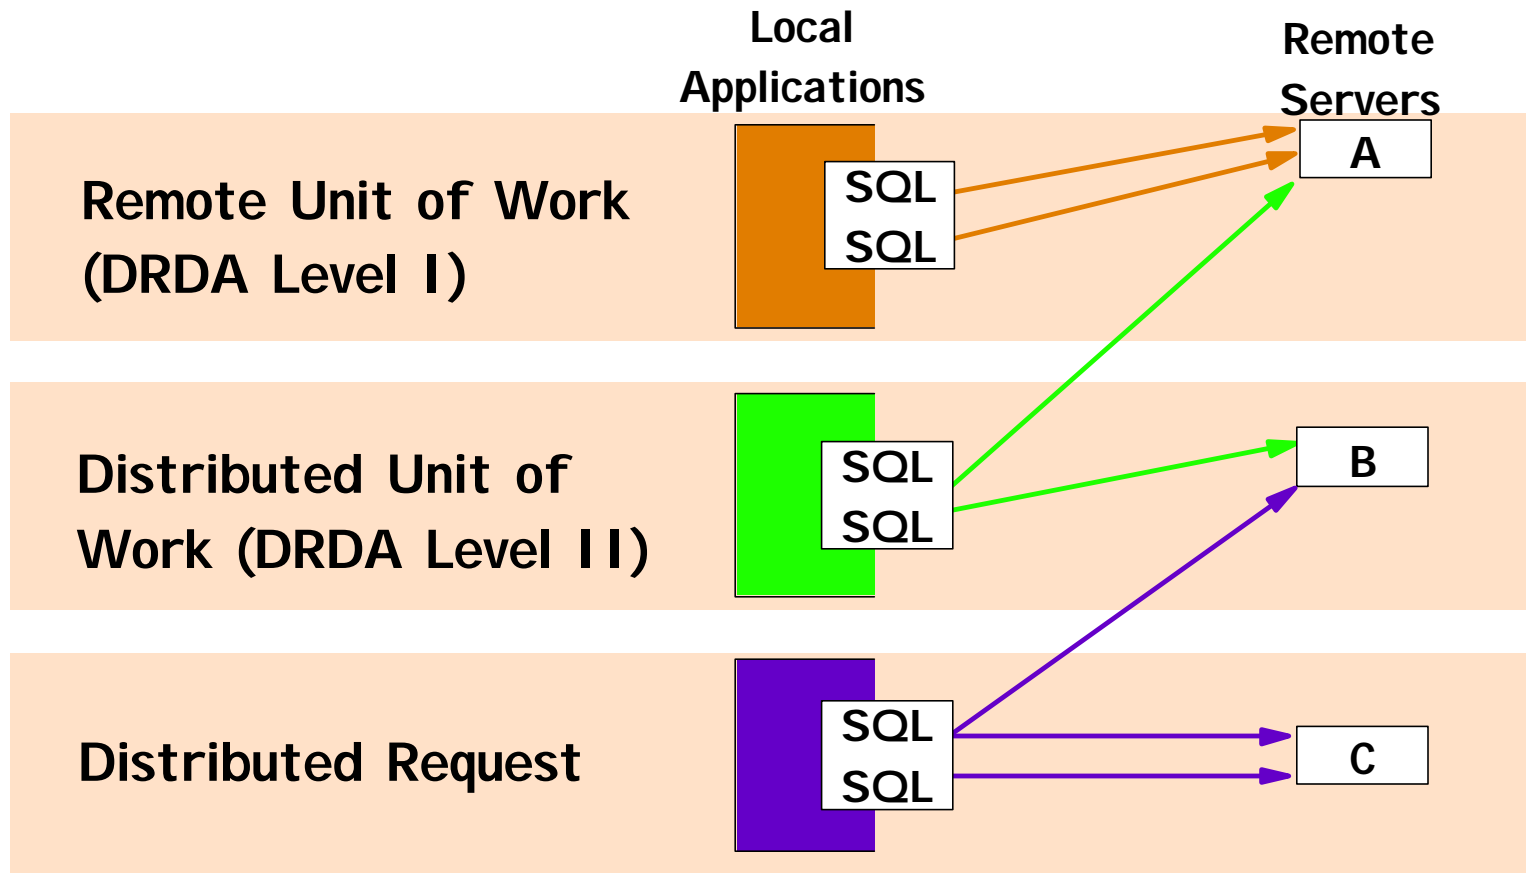 Local
Applications
Remote
Servers
Remote Unit of Work
(DRDA Level I)
SQL
SQL
A
Distributed Unit of
Work (DRDA Level II)
SQL
SQL
B
Distributed Request
SQL
SQL
C